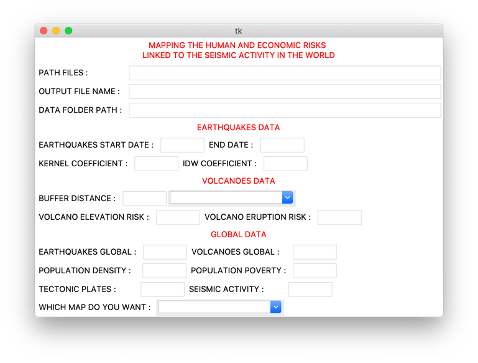 tk
MAPPING THE HUMAN AND ECONOMIC RISKS
LINKED TO THE SEISMIC ACTIVITY IN THE WORLD
PATH FILES :
OUTPUT FILE NAME :
DATA FOLDER PATH :
EARTHQUAKES DATA
EARTHQUAKES START DATE : END DATE :
KERNEL COEFFICIENT : IDW COEFFICIENT :
VOLCANOES DATA
BUFFER DISTANCE :
VOLCANO ELEVATION RISK : VOLCANO ERUPTION RISK :
GLOBAL DATA
EARTHQUAKES GLOBAL : VOLCANOES GLOBAL :
POPULATION DENSITY : POPULATION POVERTY :
TECTONIC PLATES : SEISMIC ACTIVITY :
WHICH MAP DO YOU WANT :